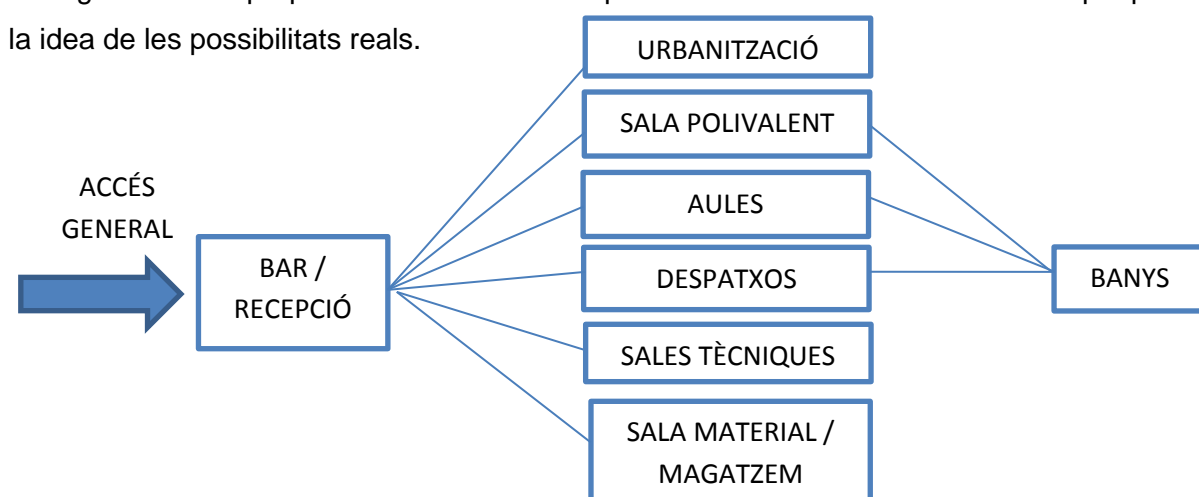 la idea de les possibilitats reals.
URBANITZACIÓ
SALA POLIVALENT
ACCÉS
GENERAL
AULES
BAR /
RECEPCIÓ
DESPATXOS
BANYS
SALES TÈCNIQUES
SALA MATERIAL /
MAGATZEM